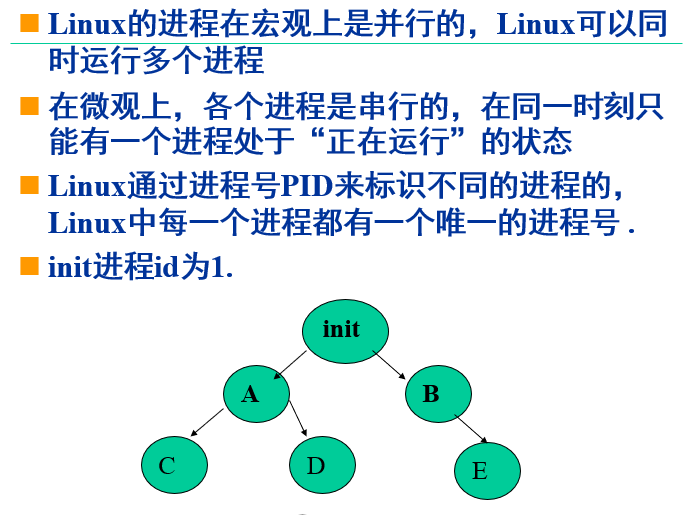 Linux的进程在宏观上是并行的，Linux可以同
时运行多个进程
在微观上，各个进程是串行的，在同一时刻只
能有一个进程处于“正在运行”的状态
Linux通过进程号PID来标识不同的进程的，
Linux中每一个进程都有一个唯一的进程号 .
init进程id为1.
init
A
B
C
D
E